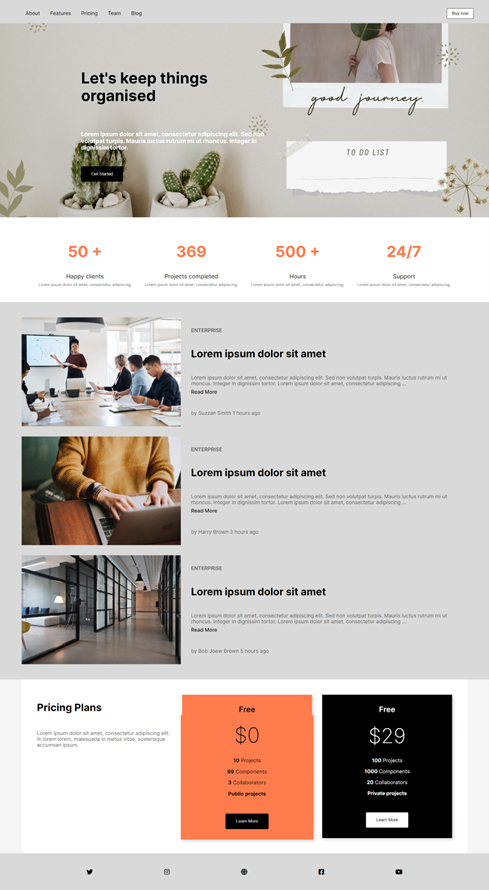 About Features Pricing Team Blog
Buy now
Let's keep things
organised
Lorem ipsum dolor sit amet, consectetur adipiscing elit. Sed non
volutpat turpis. Mauris luctus rutrum mi ut rhoncus. Integer in
dignissim tortor.
Get Started
good journey.
TO DO LIST
50 +
Happy clients
Lorem ipsum dolor sit amet, consectetur adipiscing.
369
Projects completed
Lorem ipsum dolor sit amet, consectetur adipiscing.
500 +
Hours
Lorem ipsum dolor sit amet, consectetur adipiscing.
24/7
Support
Lorem ipsum dolor sit amet, consectetur adipiscing.
ENTERPRISE
Lorem ipsum dolor sit amet
Lorem ipsum dolor sit amet, consectetur adipiscing elit. Sed non volutpat turpis. Mauris luctus rutrum mi ut
rhoncus. Integer in dignissim tortor. Lorem ipsum dolor sit amet, consectetur adipiscing ...
Read More
by Suzzan Smith 1 hours ago
ENTERPRISE
Lorem ipsum dolor sit amet
Lorem ipsum dolor sit amet, consectetur adipiscing elit. Sed non volutpat turpis. Mauris luctus rutrum mi ut
rhoncus. Integer in dignissim tortor. Lorem ipsum dolor sit amet, consectetur adipiscing ...
Read More
by Harry Brown 3 hours ago
ENTERPRISE
Lorem ipsum dolor sit amet
Lorem ipsum dolor sit amet, consectetur adipiscing elit. Sed non volutpat turpis. Mauris luctus rutrum mi ut
rhoncus. Integer in dignissim tortor. Lorem ipsum dolor sit amet, consectetur adipiscing ...
Read More
by Bob Joew Brown 5 hours ago
Pricing Plans
Lorem ipsum dolor sit amet, consectetur adipiscing elit.
in lorem lorem, malesuada in metus vitae, scelerisque
accumsan ipsum.
Free
$0
10 Projects
99 Components
3 Collaborators
Public projects
Learn More
Free
$29
100 Projects
1000 Components
20 Collaborators
Private projects
Learn More